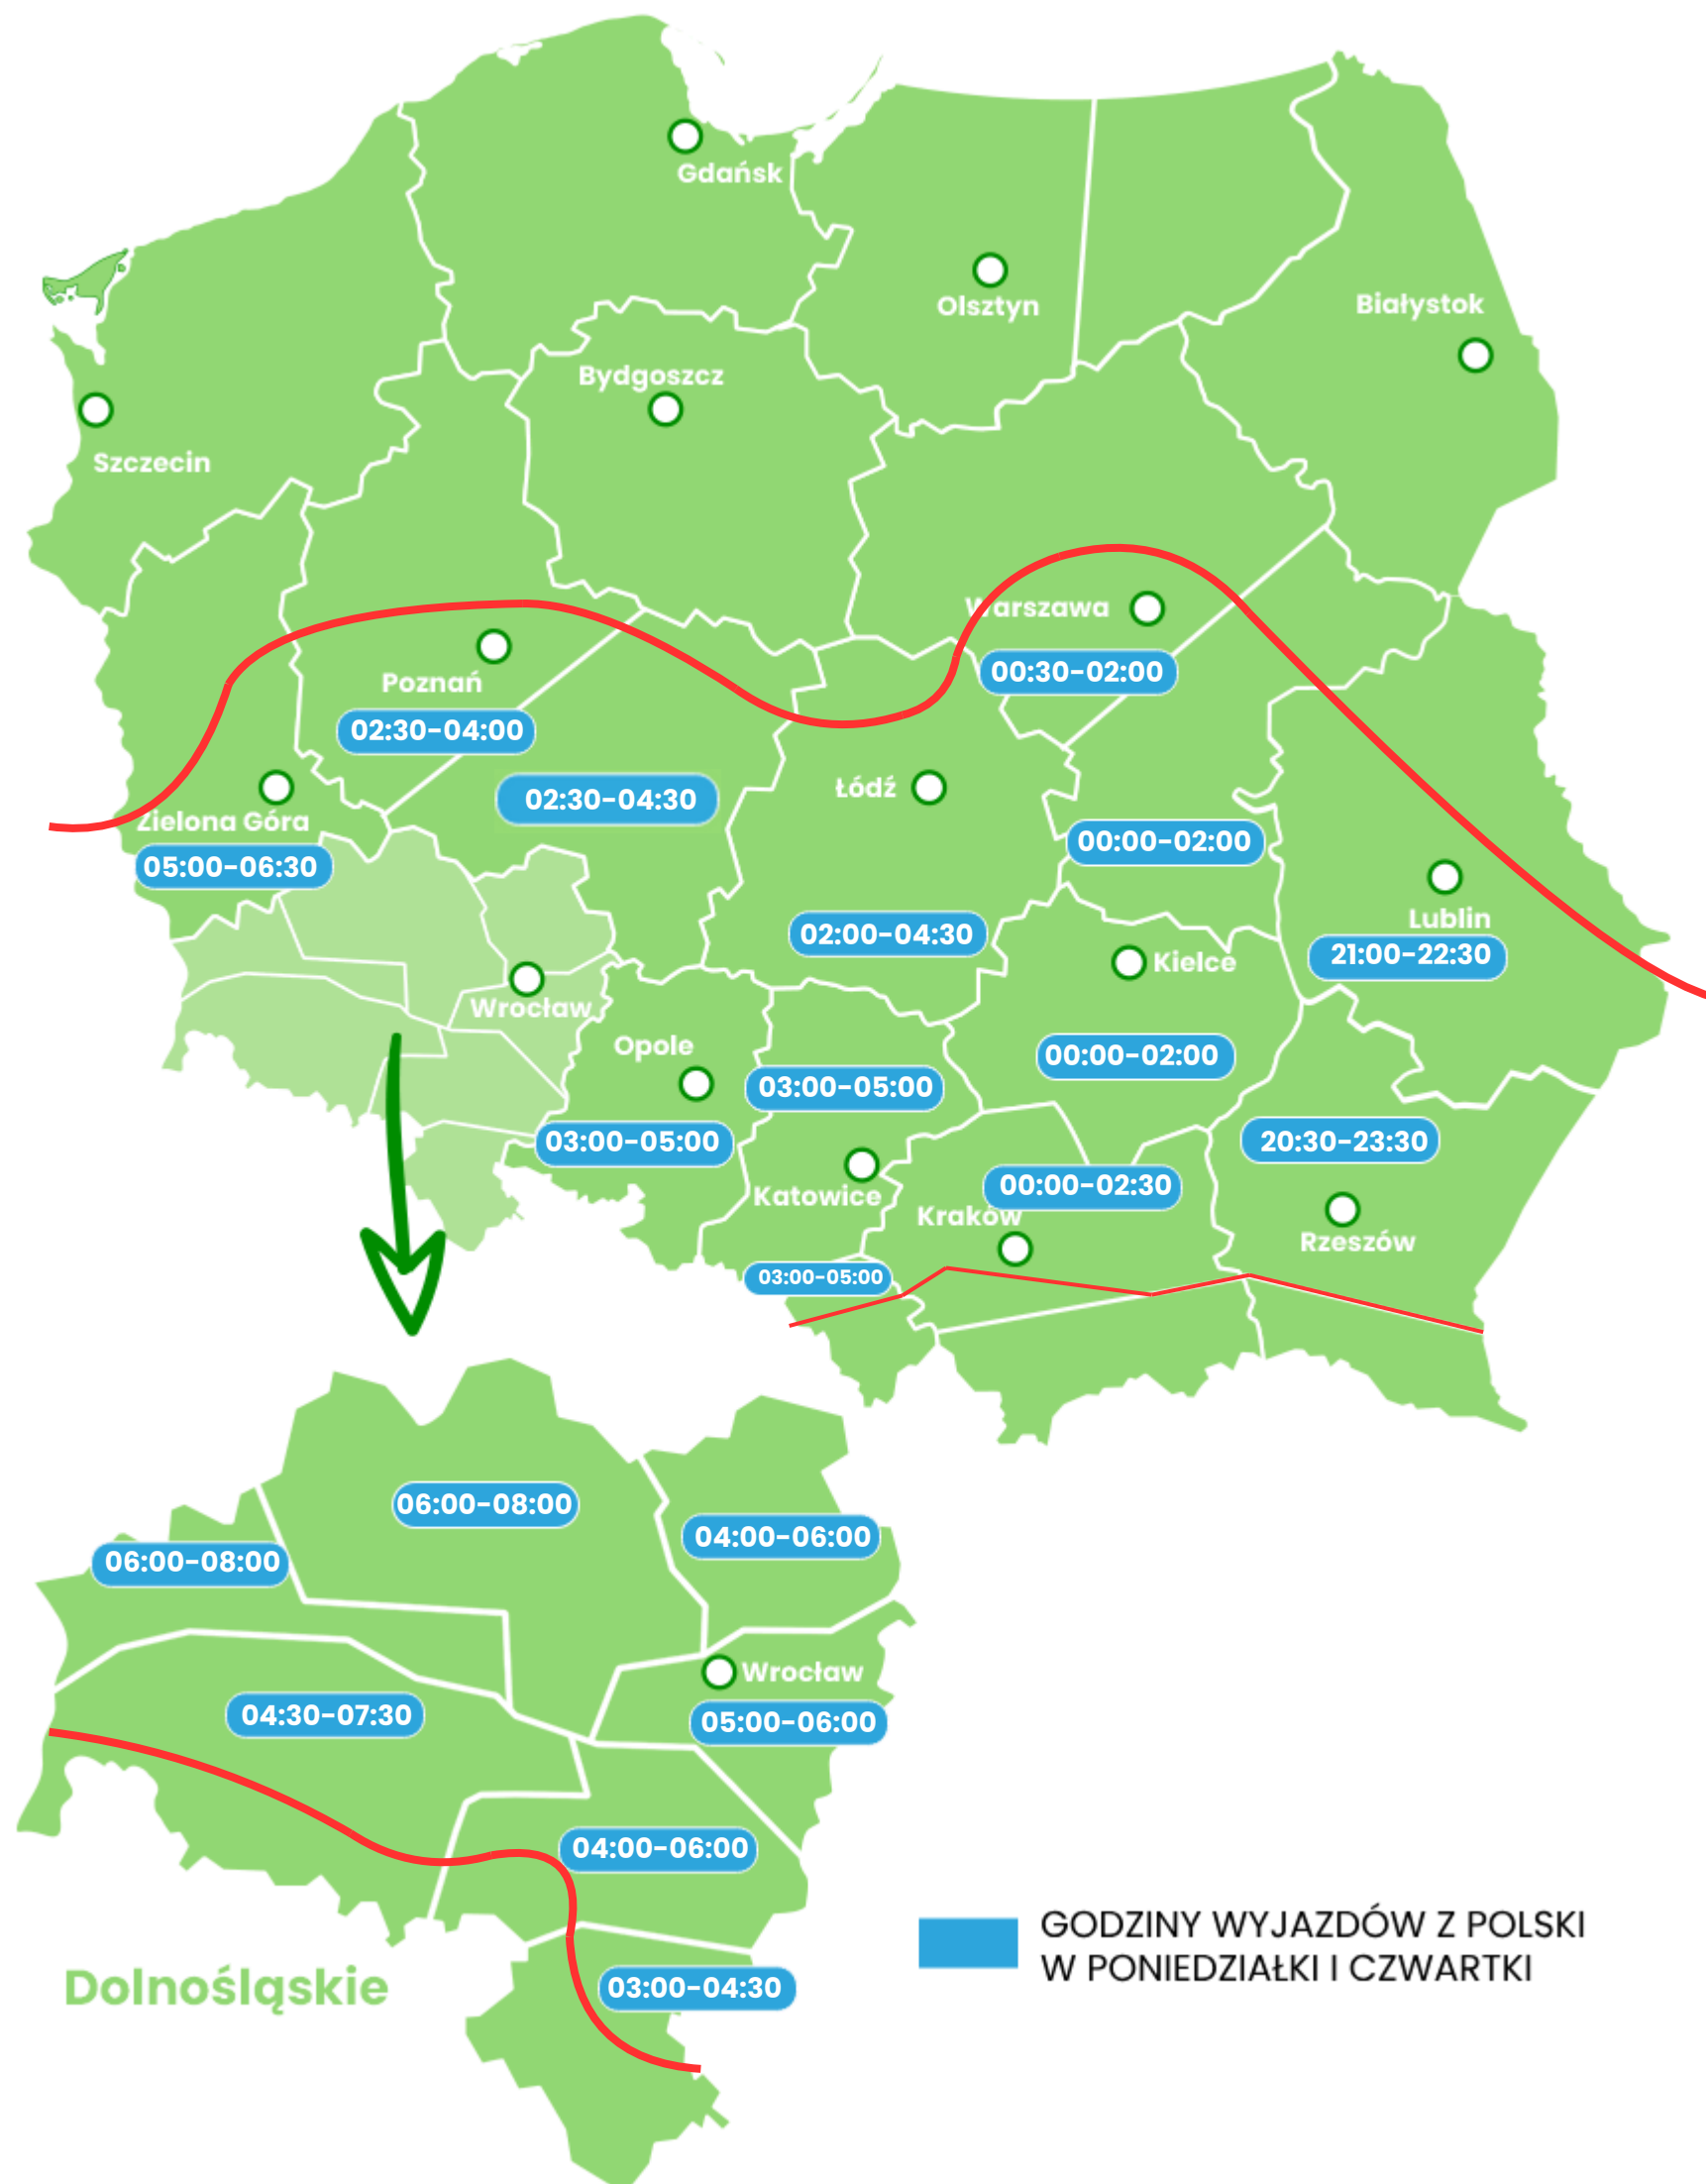 Gdańsk
Olsztyn
Białystok
Bydgoszcz
Szczecin
Warszawa
00:30-02:00
Poznań
02:30-04:00
Łódź
02:30-04:30
Zielona Góra
05:00-06:30
00:00-02:00
Lublin
21:00-22:30
02:00-04:30
Kielce
Wrocław
Opole
00:00-02:00
03:00-05:00
03:00-05:00
20:30-23:30
Katowice
00:00-02:30
Kraków
Rzeszów
03:00-05:00
06:00-08:00
04:00-06:00
06:00-08:00
Wrocław
04:30-07:30
05:00-06:00
04:00-06:00
GODZINY WYJAZDÓW Z POLSKI
W PONIEDZIAŁKI I CZWARTKI
Dolnośląskie
03:00-04:30